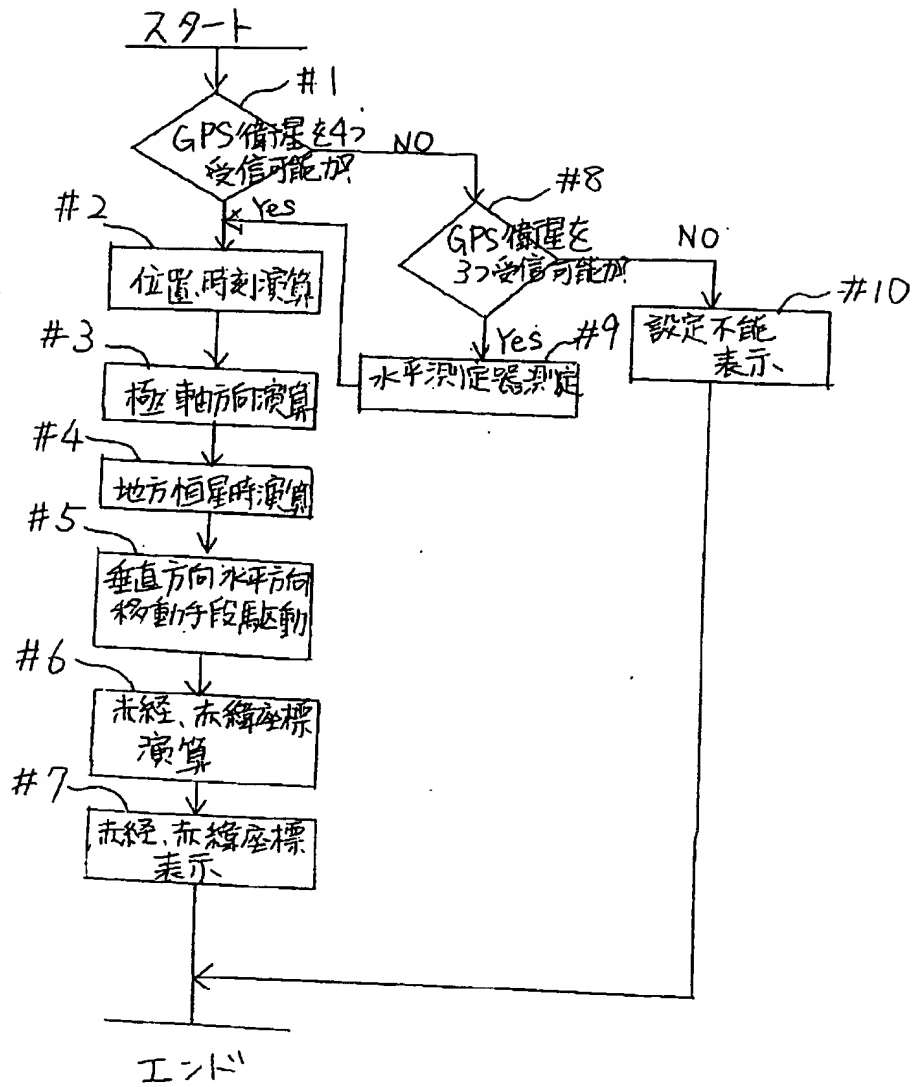 スタート
#1
GPS衛星を4つ
受信可能か?
NO
Yes
#8
GPS衛星を
3つ受信可能か?
NO
Yes
#2
位置、時刻演算
#9
水平測定器測定
#10
設定不能
表示
#3
極軸方向演算
#4
地方恒星時演算
#5
垂直方向水平方向
移動手段駆動
#6
赤経、赤緯座標
演算
#7
赤経、赤緯座標
表示
エンド